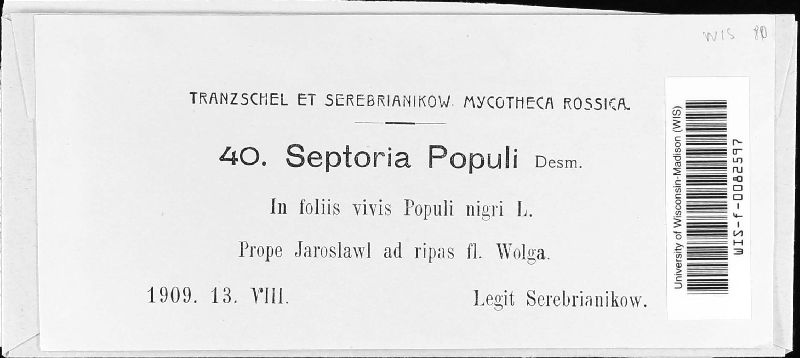 WIS 80
TRANZSCHEL ET SEREBRIANIKOW. MYCOTHECA ROSSICA.
40. Septoria Populi Desm.
In foliis vivis Populi nigri L.
Prope Jaroslawl ad ripas fl. Wolga.
1909. 13. VIII.
Legit Serebrianikow.
University of Wisconsin-Madison (WIS)
WIS-f-0082597